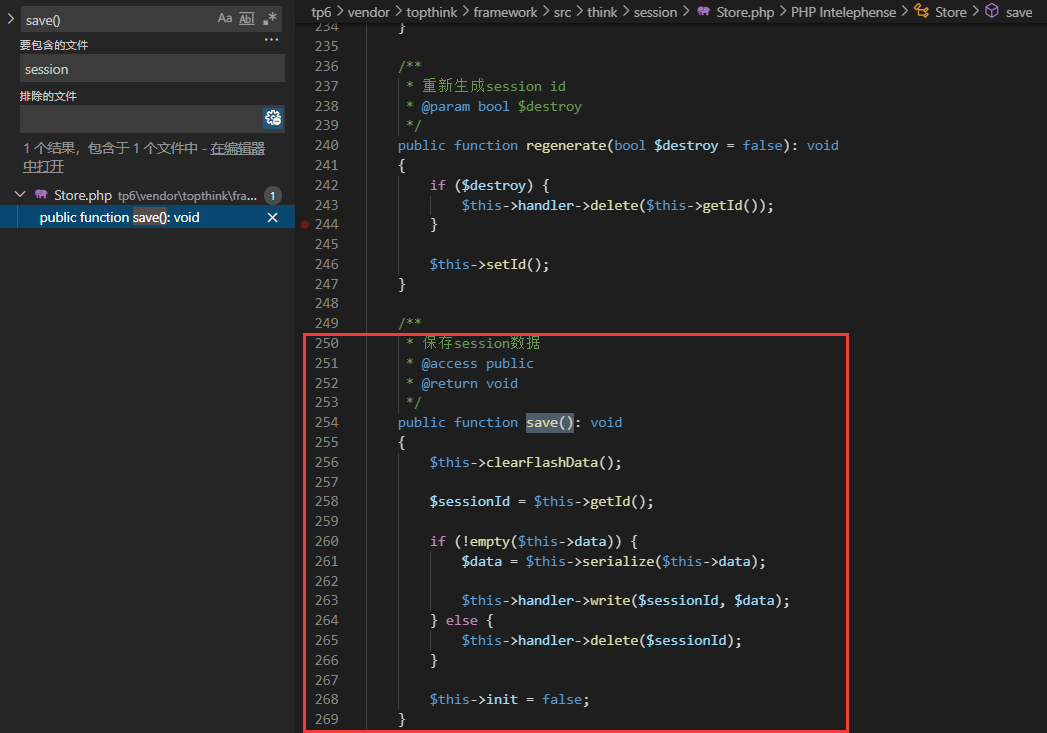 save()
Aa Ab .*
要包含的文件
...
session
排除的文件
1 个结果，包含于 1 个文件中 - 在编辑器
中打开
Store.php tp6\vendor\topthink\fra... 1
public function save(): void
tp6 > vendor > topthink > framework > src > think > session > Store.php > PHP Intelephense > Store > save
234 }
235
236 /**
237 * 重新生成session id
238 * @param bool $destroy
239 */
240 public function regenerate(bool $destroy = false): void
241 {
242 if ($destroy) {
243 $this->handler->delete($this->getId());
244 }
245
246 $this->setId();
247 }
248
249 /**
250 * 保存session数据
251 * @access public
252 * @return void
253 */
254 public function save(): void
255 {
256 $this->clearFlashData();
257
258 $sessionId = $this->getId();
259
260 if (!empty($this->data)) {
261 $data = $this->serialize($this->data);
262
263 $this->handler->write($sessionId, $data);
264 } else {
265 $this->handler->delete($sessionId);
266 }
267
268 $this->init = false;
269 }